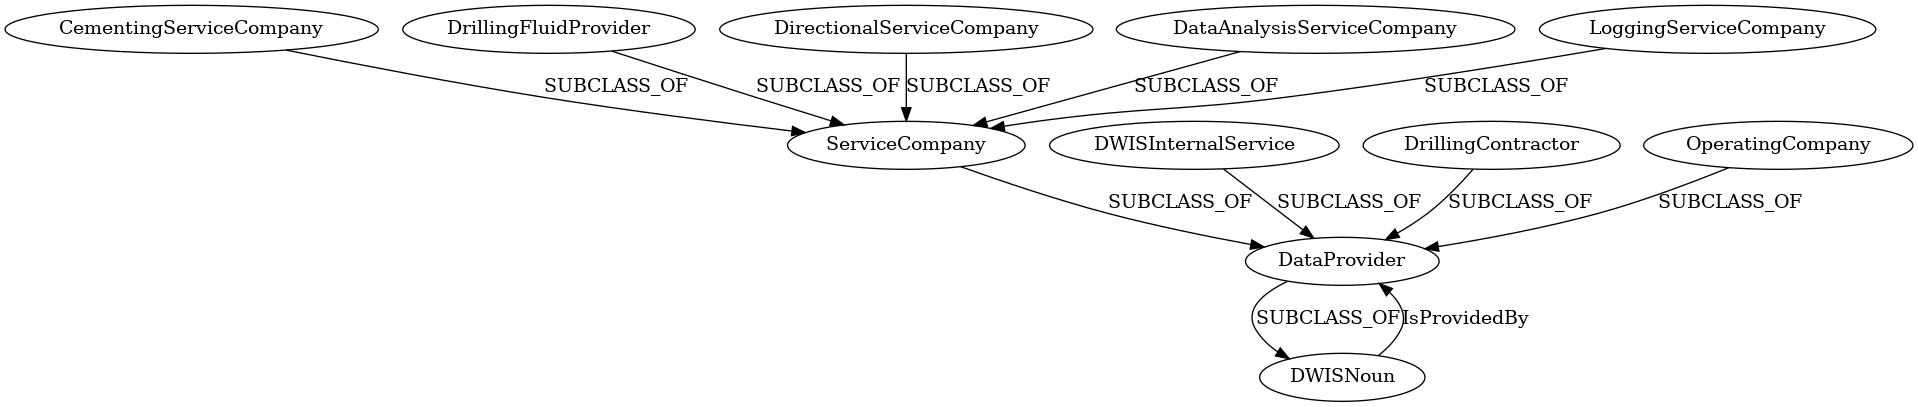 CementingServiceCompany
DrillingFluidProvider
DirectionalServiceCompany
DataAnalysisServiceCompany
LoggingServiceCompany
SUBCLASS_OF
SUBCLASS_OF
SUBCLASS_OF
SUBCLASS_OF
SUBCLASS_OF
ServiceCompany
DWISInternalService
DrillingContractor
OperatingCompany
SUBCLASS_OF
SUBCLASS_OF
SUBCLASS_OF
SUBCLASS_OF
DataProvider
SUBCLASS_OF
IsProvidedBy
DWISNoun